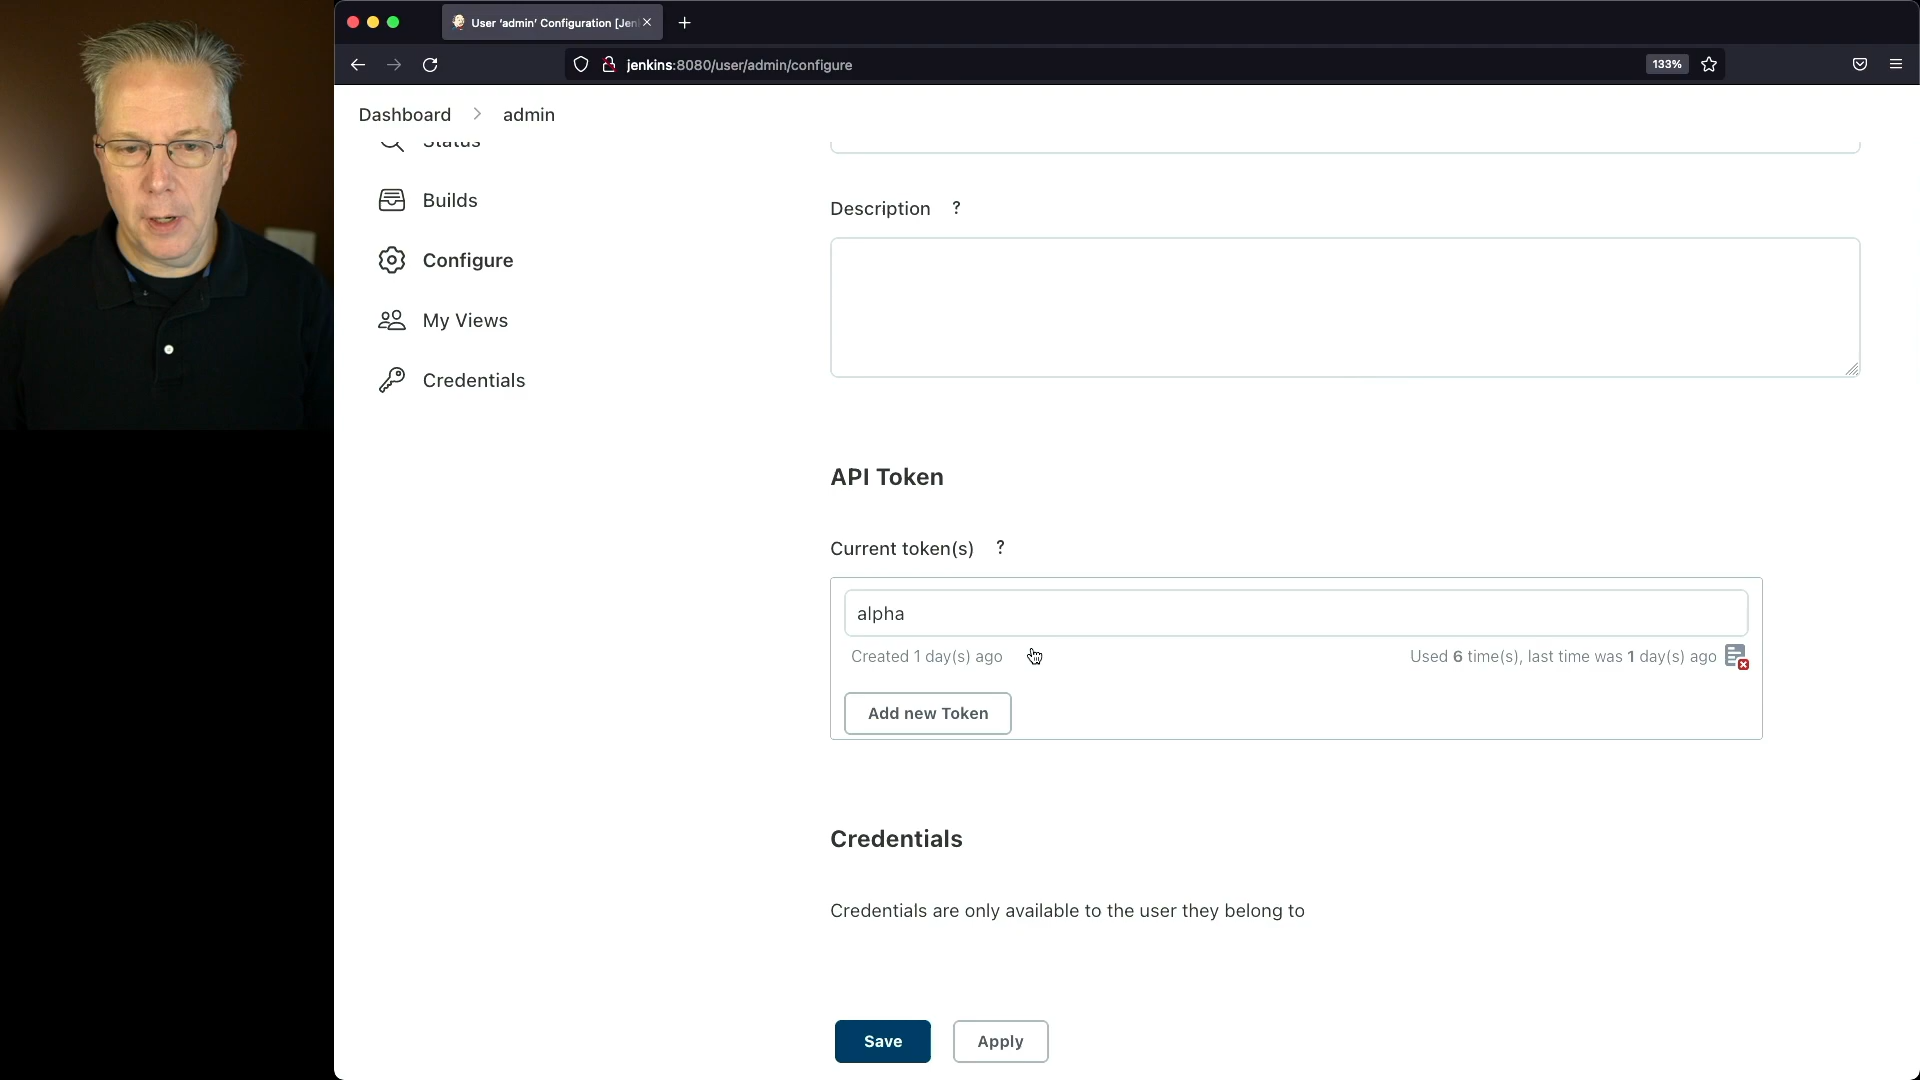 User ‘admin’ Configuration [Jen
jenkins:8080/user/admin/configure
133%
Dashboard
admin
Status
Builds
Description ?
Configure
My Views
Credentials
API Token
Current token(s) ?
alpha
Created 1 day(s) ago
Used 6 time(s), last time was 1 day(s) ago
Add new Token
Credentials
Credentials are only available to the user they belong to
Save
Apply